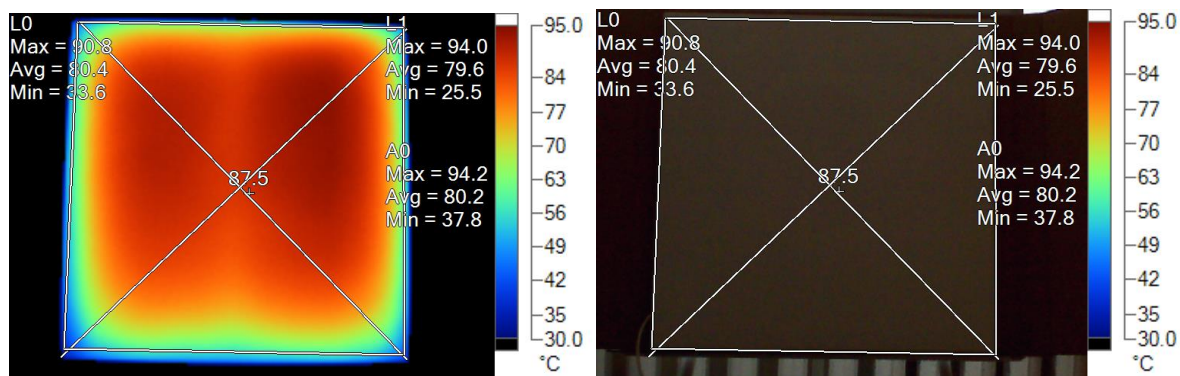 L0
Max = 90.8
Avg = 80.4
Min = 33.6
L1
Max = 94.0
Avg = 79.6
Min = 25.5
A0
Max = 94.2
Avg = 80.2
Min = 37.8
87.5
95.0
84
77
70
63
56
49
42
30.0
°C
L0
Max = 90.8
Avg = 80.4
Min = 33.6
L1
Max = 94.0
Avg = 79.6
Min = 25.5
A0
Max = 94.2
Avg = 80.2
Min = 37.8
87.5
95.0
84
77
70
63
56
49
42
30.0
°C